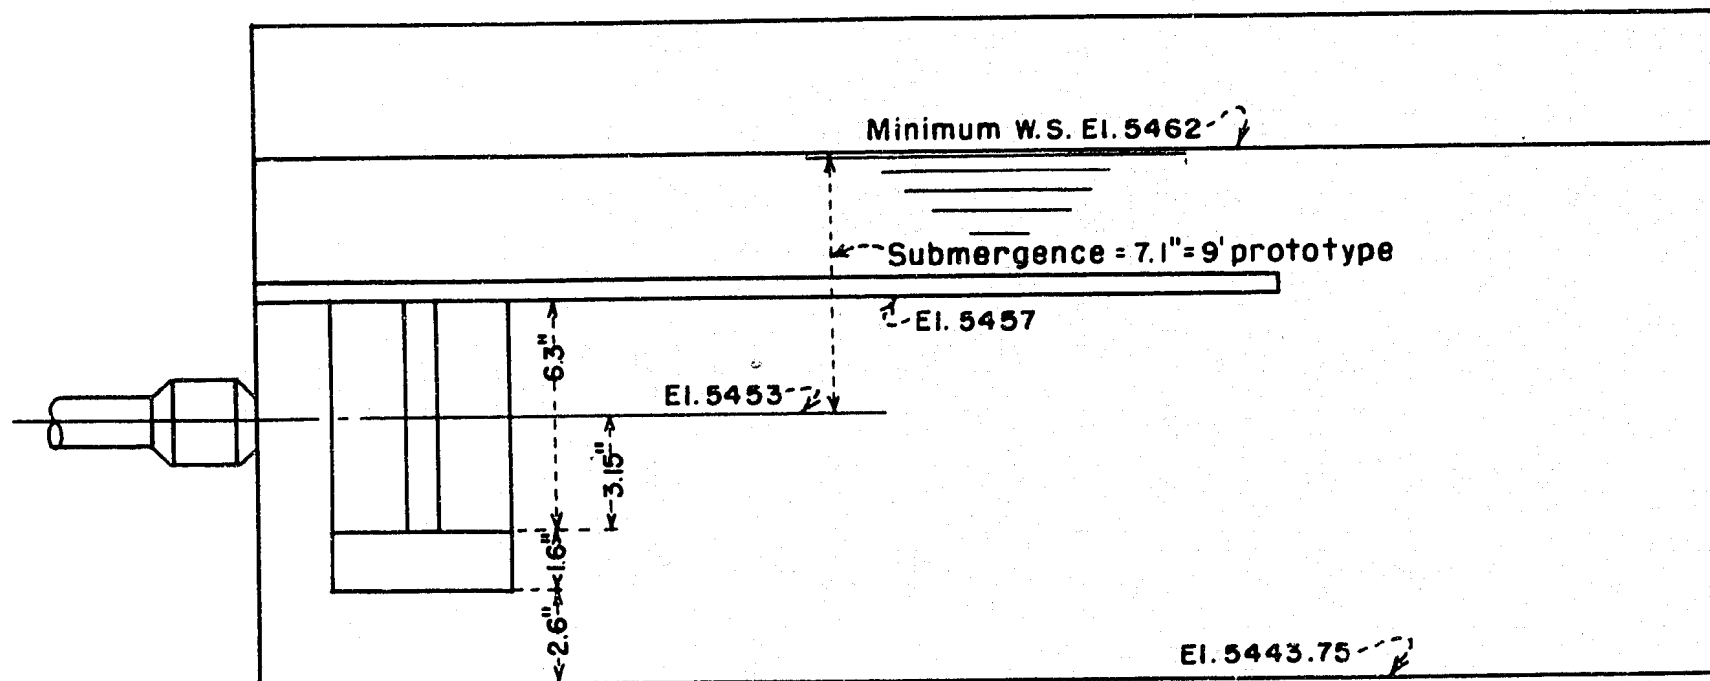 Minimum W.S. El. 5462
Submergence = 7.1" = 9' prototype
El. 5457
6.3"
El. 5453
3.15"
1.6"
2.6"
El. 5443.75